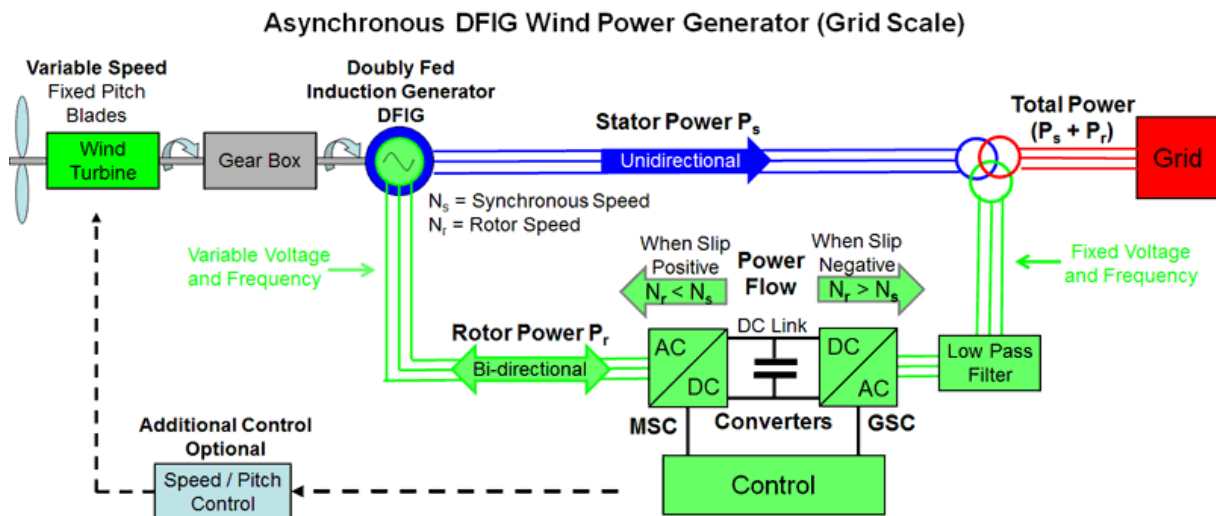 Asynchronous DFIG Wind Power Generator (Grid Scale)
Variable Speed
Fixed Pitch
Blades
Wind
Turbine
Gear Box
Doubly Fed
Induction Generator
DFIG
Stator Power Ps
Unidirectional
Total Power
(Ps + Pr)
Grid
Ns = Synchronous Speed
Nr = Rotor Speed
Variable Voltage
and Frequency
When Slip
Positive
Nr < Ns
Power
Flow
When Slip
Negative
Nr > Ns
Fixed Voltage
and Frequency
Rotor Power Pr
Bi-directional
AC
DC
DC Link
DC
AC
Low Pass
Filter
MSC
Converters
GSC
Control
Additional Control
Optional
Speed / Pitch
Control